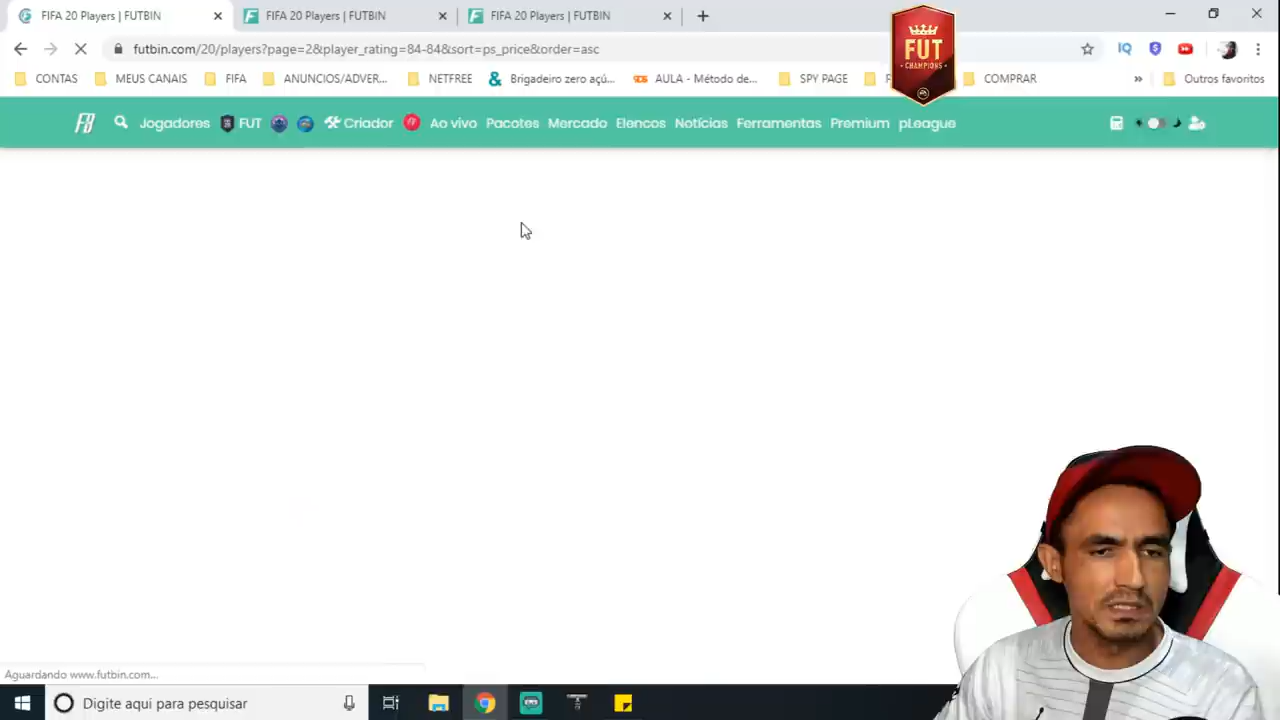 FIFA 20 Players | FUTBIN
FIFA 20 Players | FUTBIN
FIFA 20 Players | FUTBIN
futbin.com/20/players?page=2&player_rating=84-84&sort=ps_price&order=asc
IQ
CONTAS
MEUS CANAIS
FIFA
ANUNCIOS/ADVER...
NETFREE
Brigadeiro zero açú...
AULA - Método de...
SPY PAGE
COMPRAR
Outros favoritos
FUT
CHAMPIONS
Jogadores
FUT
Criador
Ao vivo
Pacotes
Mercado
Elencos
Notícias
Ferramentas
Premium
pLeague
Aguardando www.futbin.com...
Digite aqui para pesquisar